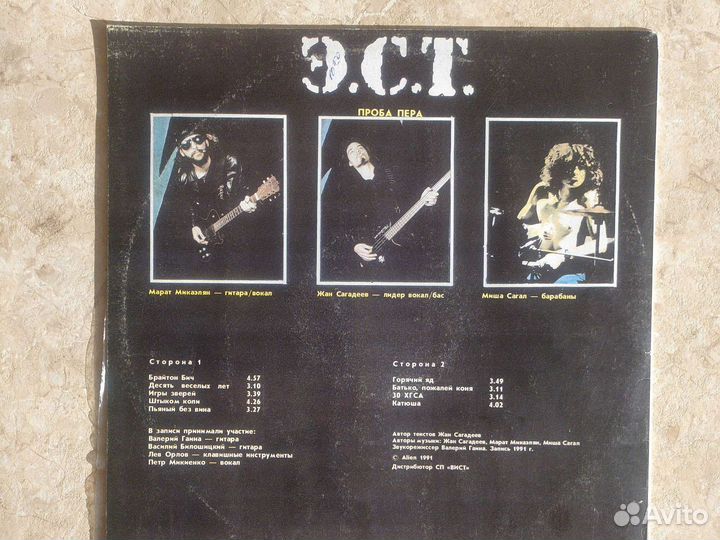 Э.С.Т.
ПРОБА ПЕРА
Марат Микаэлян — гитара/вокал
Жан Сагадеев — лидер вокал/бас
Миша Сагал — барабаны
Сторона 1
Брайтон Бич 4.57
Десять веселых лет 3.10
Игры зверей 3,39
Штыком копи 4.26
Пьяный без вина 3.27
В записи принимали участие:
Валерий Ганна — гитара
Василий Билошицкий — гитара
Лев Орлов — клавишные инструменты
Петр Микиенко — вокал
Сторона 2
Горячий яд 3.49
Батько, пожалей коня 3.11
30 ХГСА 3.14
Катюша 4.02
Автор текстов Жан Сагадеев
Авторы музыки: Жан Сагадеев, Марат Микаэлян, Миша Сагал
Звукорежиссер Валерий Ганна. Запись 1991 г.
© Alien 1991
Дистрибютор СП «ВИСТ»
Avito